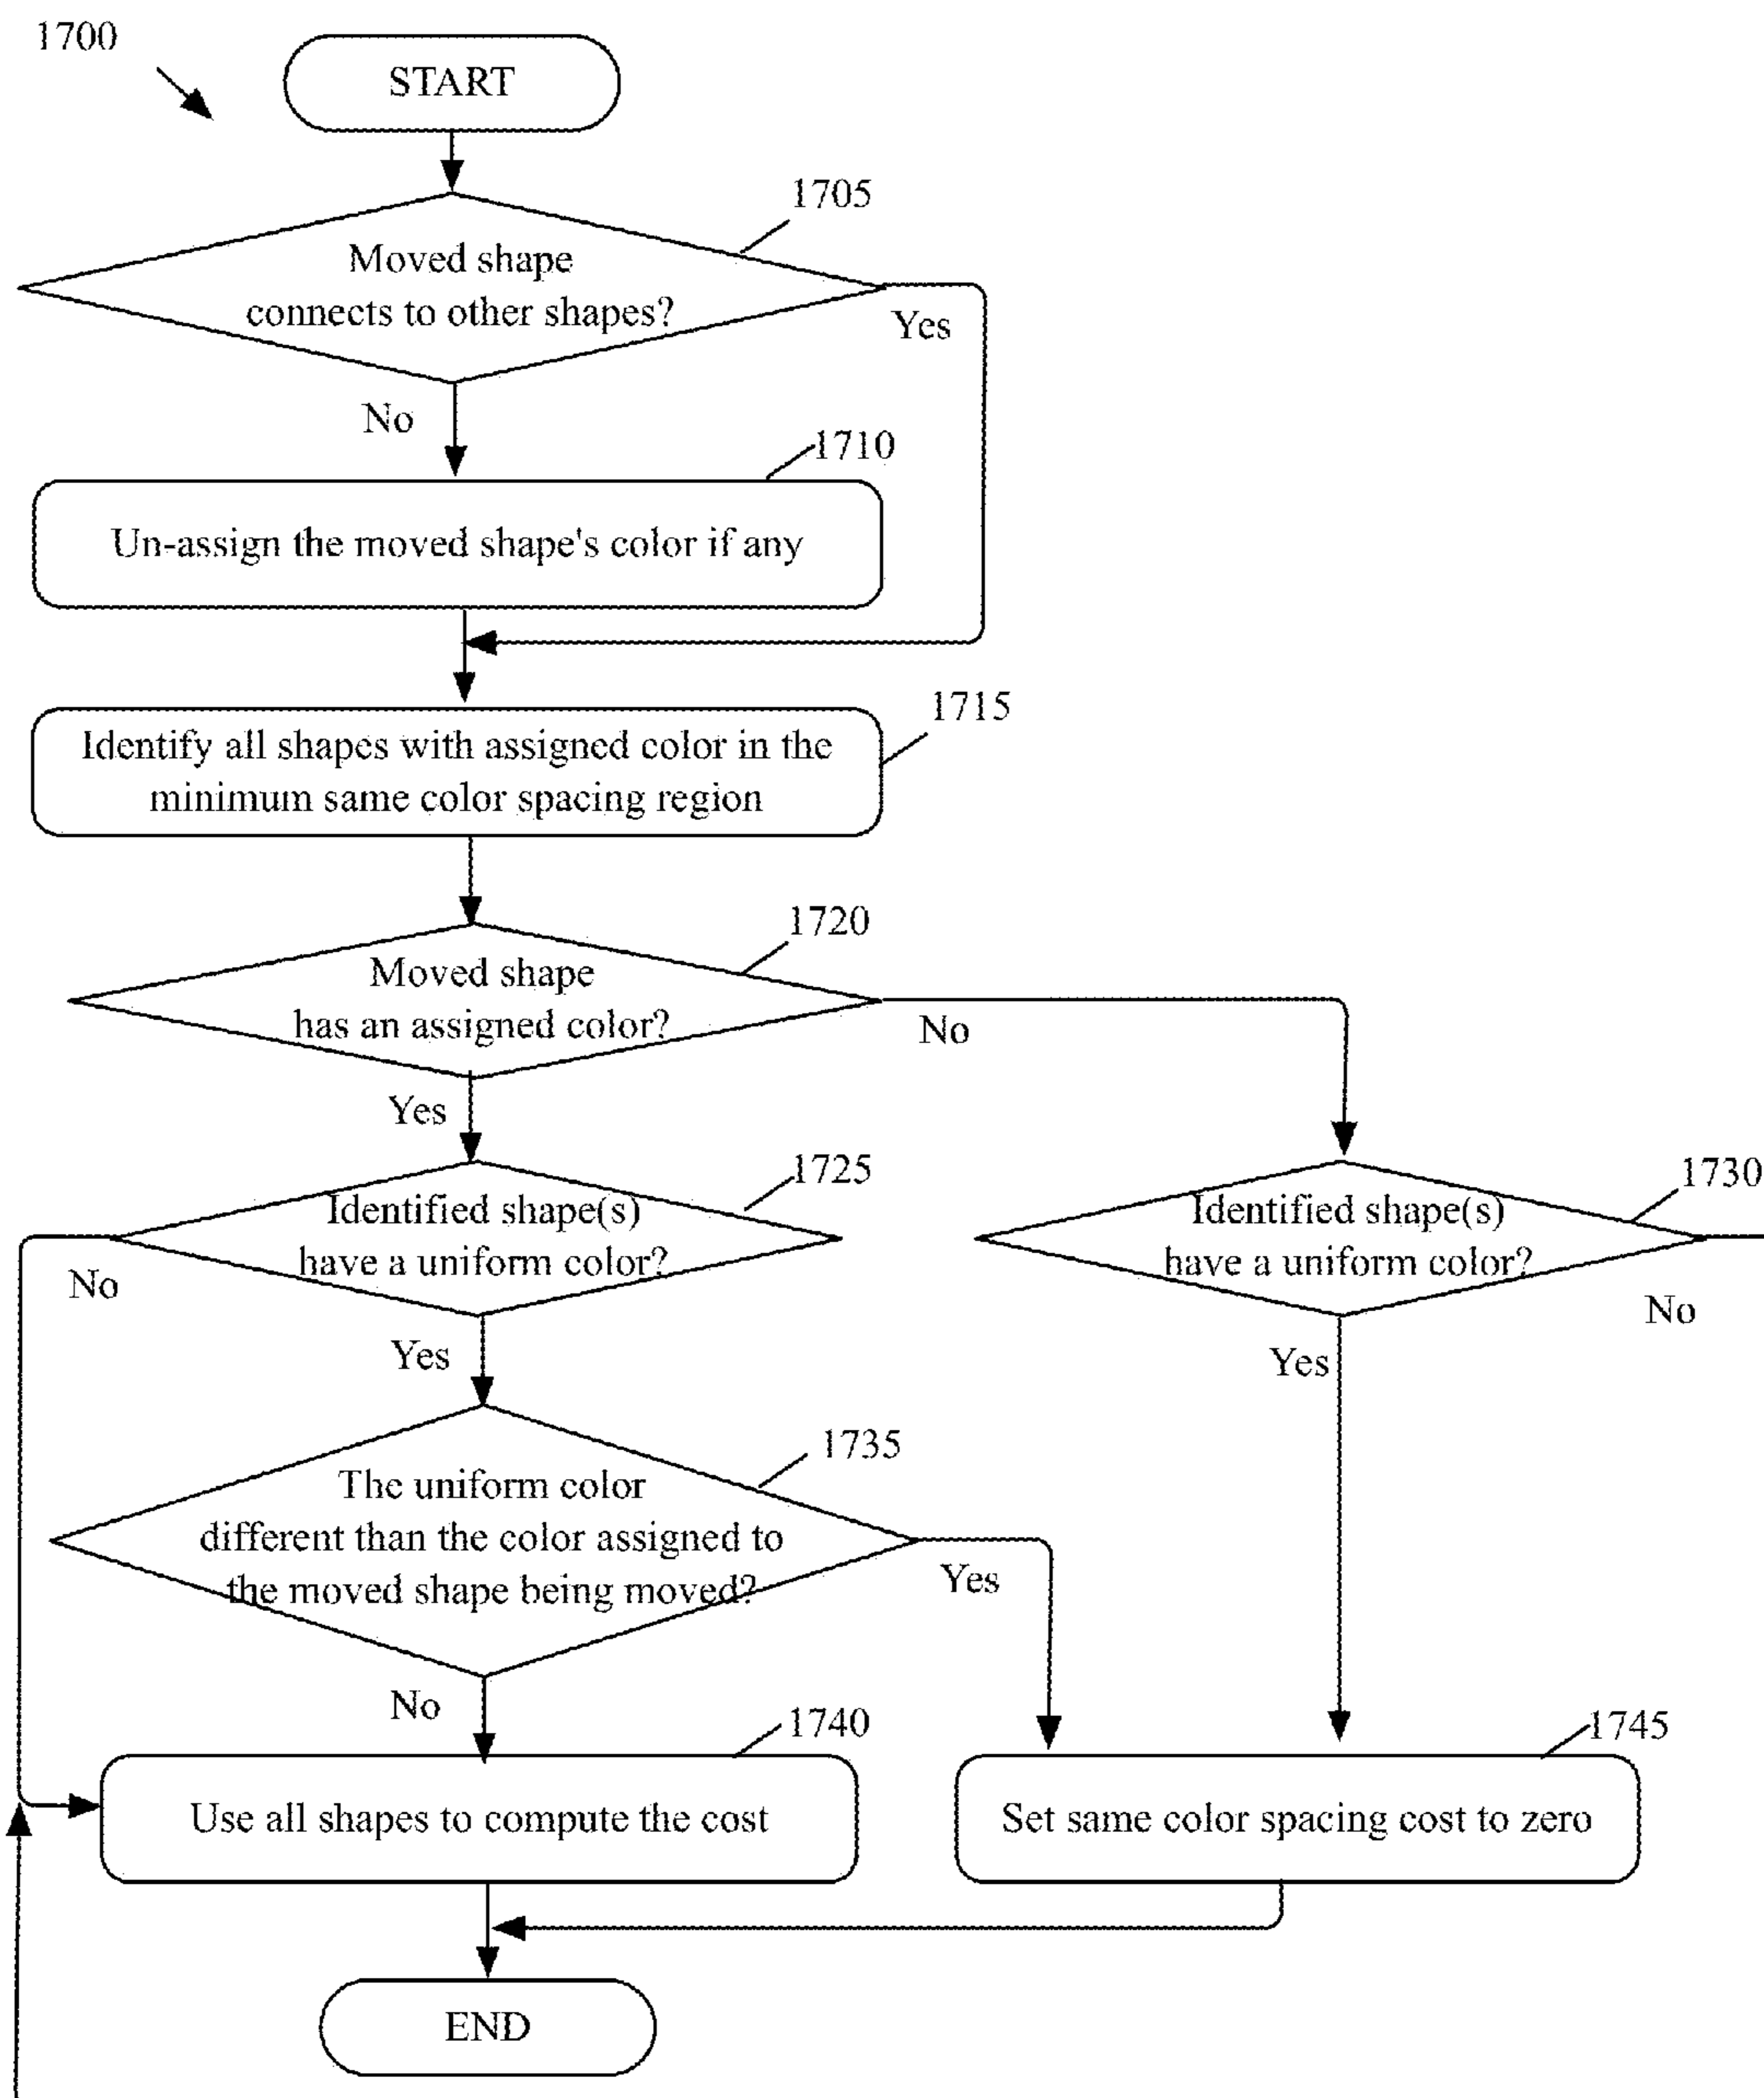 1700
START
1705
Moved shape
connects to other shapes?
Yes
No
1710
Un-assign the moved shape's color if any
1715
Identify all shapes with assigned color in the
minimum same color spacing region
1720
Moved shape
has an assigned color?
No
Yes
1725
Identified shape(s)
have a uniform color?
No
Yes
1730
Identified shape(s)
have a uniform color?
No
Yes
1735
The uniform color
different than the color assigned to
the moved shape being moved?
Yes
No
1740
Use all shapes to compute the cost
1745
Set same color spacing cost to zero
END